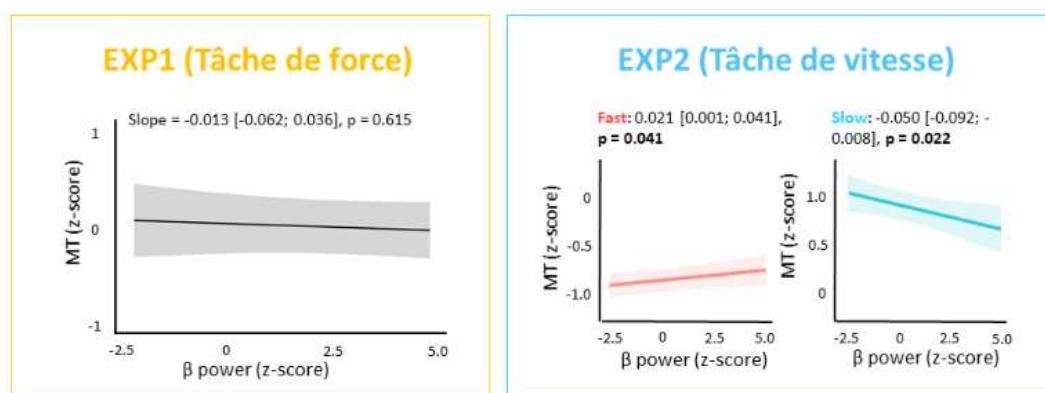 EXP1 (Tâche de force)
Slope = -0.013 [-0.062; 0.036], p = 0.615
1
0
-1
MT (z-score)
-2.5 0 2.5 5.0
β power (z-score)
EXP2 (Tâche de vitesse)
Fast: 0.021 [0.001; 0.041],
p = 0.041
0
-0.5
-1.0
MT (z-score)
-2.5 0 2.5 5.0
β power (z-score)
Slow: -0.050 [-0.092; -
0.008], p = 0.022
1.0
0.5
0
MT (z-score)
-2.5 0 2.5 5.0
β power (z-score)